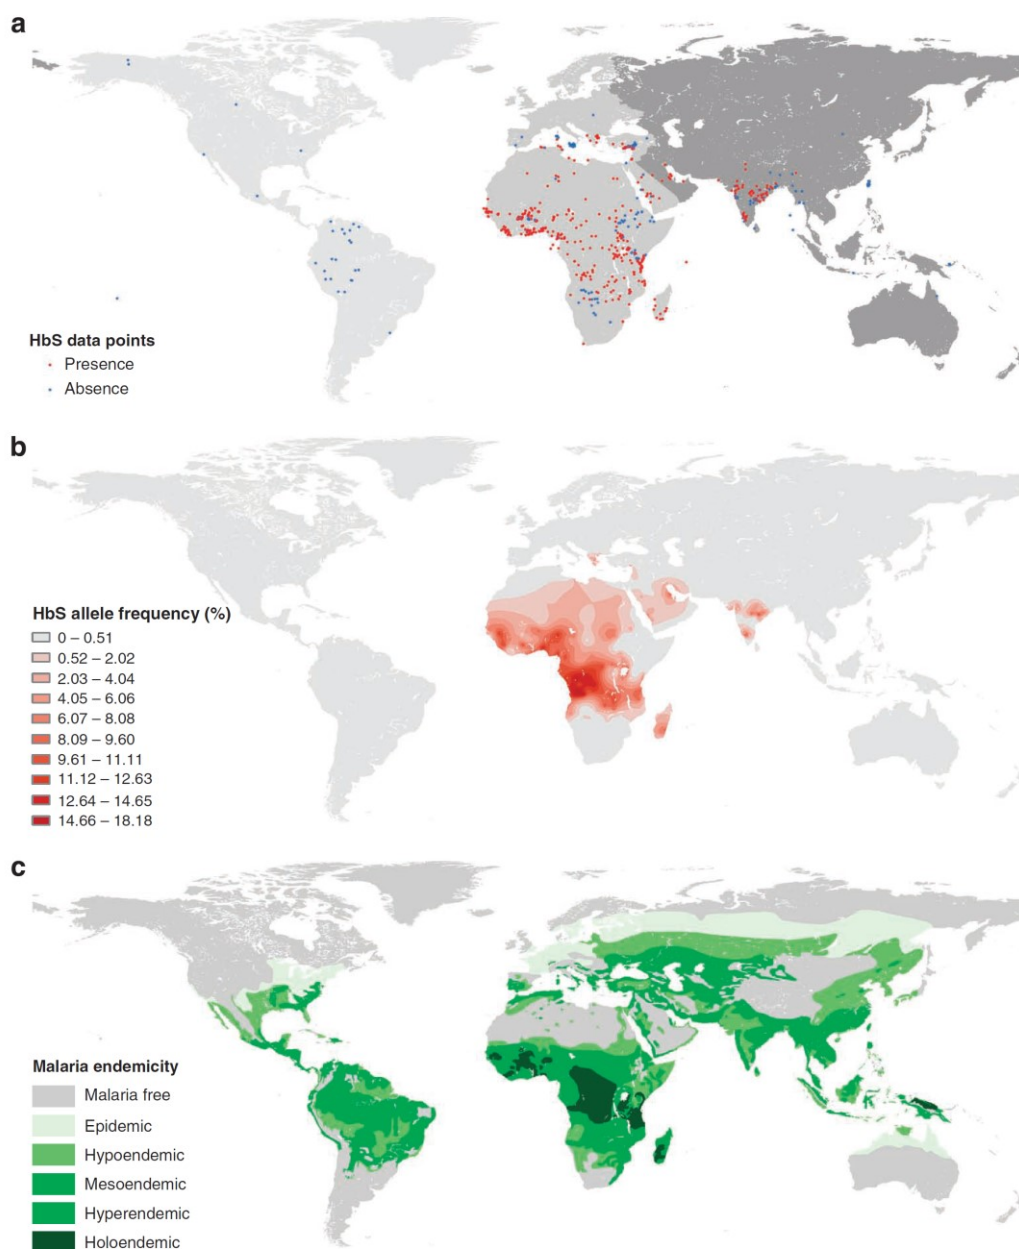 a
HbS data points
Presence
Absence
b
HbS allele frequency (%)
0 – 0.51
0.52 – 2.02
2.03 – 4.04
4.05 – 6.06
6.07 – 8.08
8.09 – 9.60
9.61 – 11.11
11.12 – 12.63
12.64 – 14.65
14.66 – 18.18
c
Malaria endemicity
Malaria free
Epidemic
Hypoendemic
Mesoendemic
Hyperendemic
Holoendemic